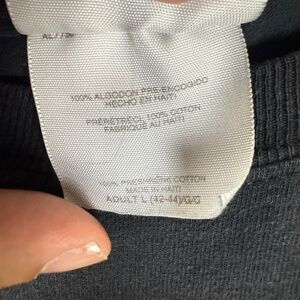 100% ALGODON PRE-ENCOGIDO
HECHO EN HAITI
PRÉRÉTRÉCI, 100% COTON
FABRIQUÉ AU HAITI
100% PRESHRUNK COTTON
MADE IN HAITI
ADULT L (42-44)/G/G